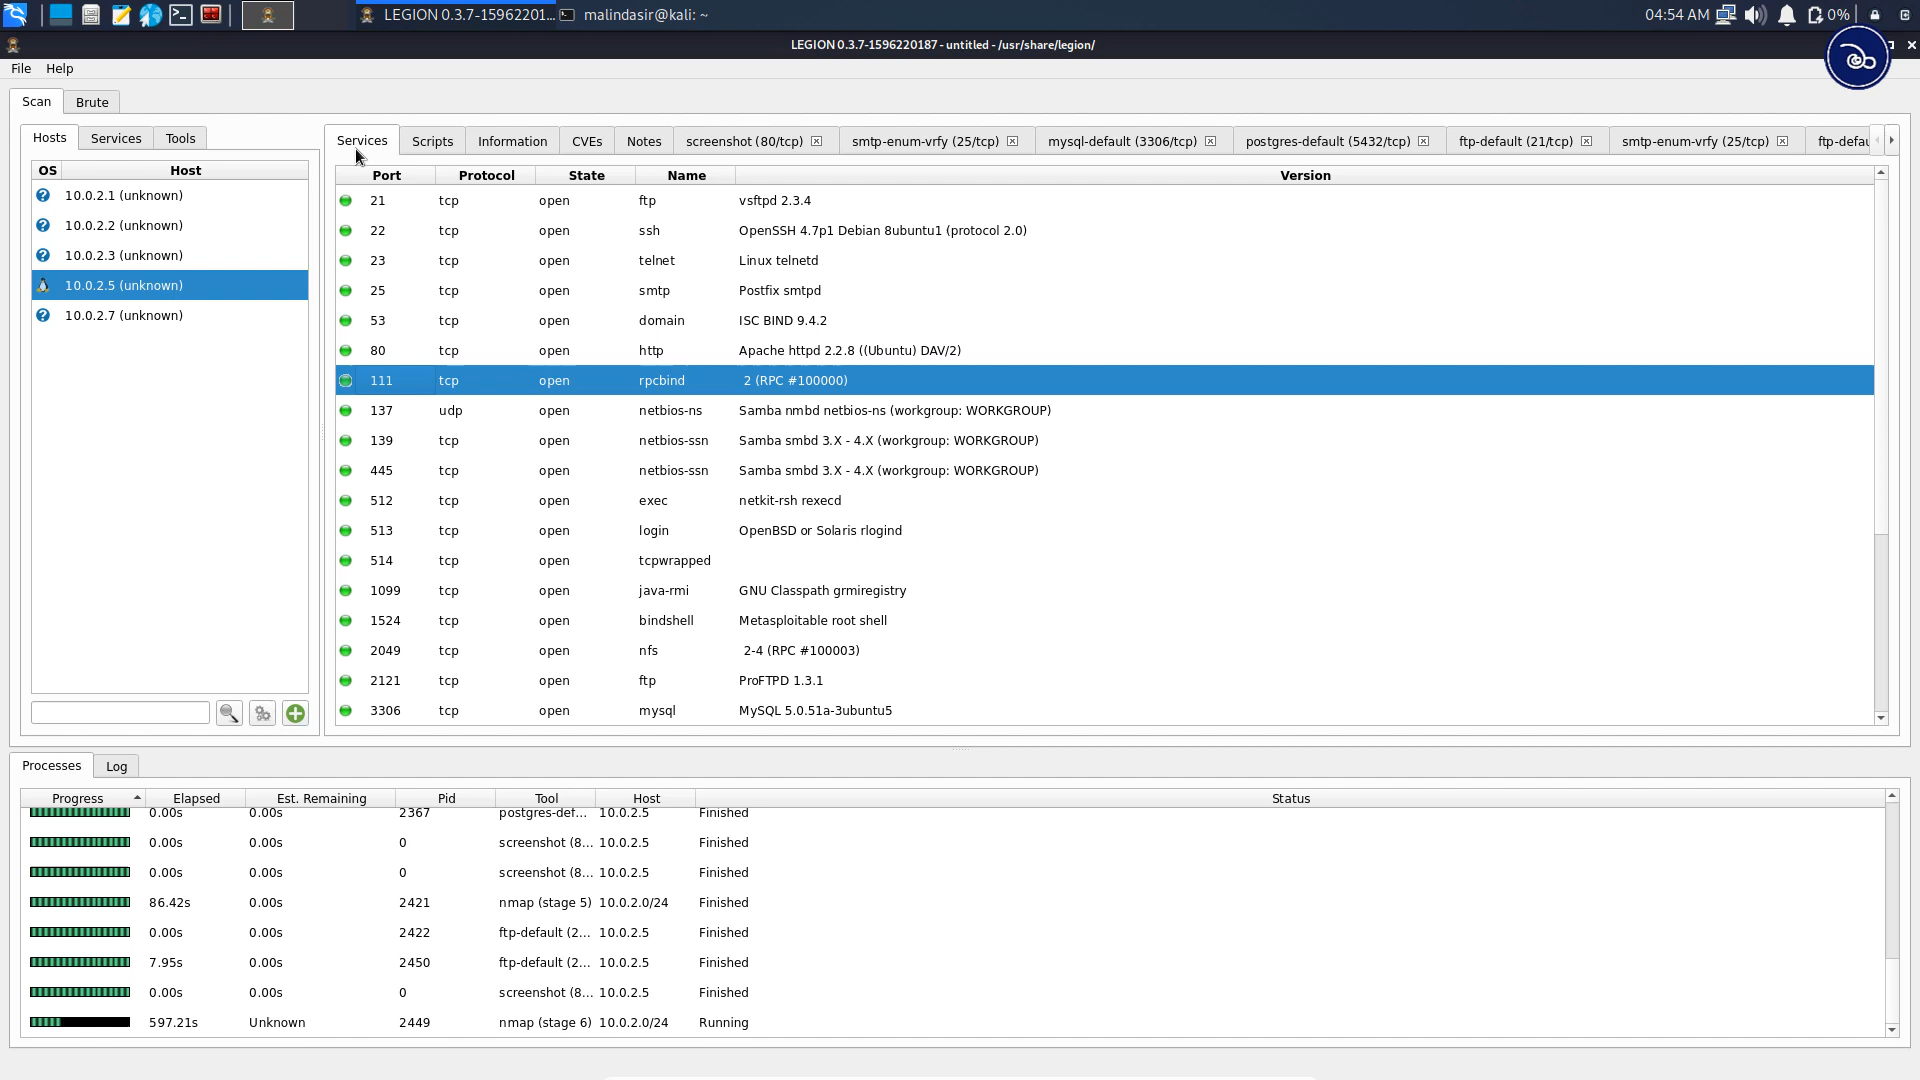 LEGION 0.3.7-15962201...
malindasir@kali: ~
04:54 AM
0%
LEGION 0.3.7-1596220187 - untitled - /usr/share/legion/
File Help
Scan Brute
Hosts Services Tools
OS Host
10.0.2.1 (unknown)
10.0.2.2 (unknown)
10.0.2.3 (unknown)
10.0.2.5 (unknown)
10.0.2.7 (unknown)
Services Scripts Information CVEs Notes screenshot (80/tcp) smtp-enum-vrfy (25/tcp) mysql-default (3306/tcp) postgres-default (5432/tcp) ftp-default (21/tcp) smtp-enum-vrfy (25/tcp) ftp-defau
Port Protocol State Name Version
21 tcp open ftp vsftpd 2.3.4
22 tcp open ssh OpenSSH 4.7p1 Debian 8ubuntu1 (protocol 2.0)
23 tcp open telnet Linux telnetd
25 tcp open smtp Postfix smtpd
53 tcp open domain ISC BIND 9.4.2
80 tcp open http Apache httpd 2.2.8 ((Ubuntu) DAV/2)
111 tcp open rpcbind 2 (RPC #100000)
137 udp open netbios-ns Samba nmbd netbios-ns (workgroup: WORKGROUP)
139 tcp open netbios-ssn Samba smbd 3.X - 4.X (workgroup: WORKGROUP)
445 tcp open netbios-ssn Samba smbd 3.X - 4.X (workgroup: WORKGROUP)
512 tcp open exec netkit-rsh rexecd
513 tcp open login OpenBSD or Solaris rlogind
514 tcp open tcpwrapped
1099 tcp open java-rmi GNU Classpath grmiregistry
1524 tcp open bindshell Metasploitable root shell
2049 tcp open nfs 2-4 (RPC #100003)
2121 tcp open ftp ProFTPD 1.3.1
3306 tcp open mysql MySQL 5.0.51a-3ubuntu5
Processes Log
Progress Elapsed Est. Remaining Pid Tool Host Status
0.00s 0.00s 2367 postgres-def... 10.0.2.5 Finished
0.00s 0.00s 0 screenshot (8... 10.0.2.5 Finished
0.00s 0.00s 0 screenshot (8... 10.0.2.5 Finished
86.42s 0.00s 2421 nmap (stage 5) 10.0.2.0/24 Finished
0.00s 0.00s 2422 ftp-default (2... 10.0.2.5 Finished
7.95s 0.00s 2450 ftp-default (2... 10.0.2.5 Finished
0.00s 0.00s 0 screenshot (8... 10.0.2.5 Finished
597.21s Unknown 2449 nmap (stage 6) 10.0.2.0/24 Running